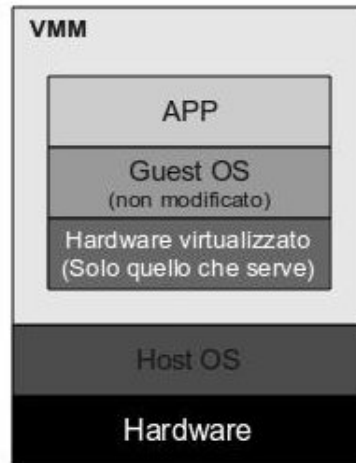 VMM
APP
Guest OS
(non modificato)
Hardware virtualizzato
(Solo quello che serve)
Host OS
Hardware